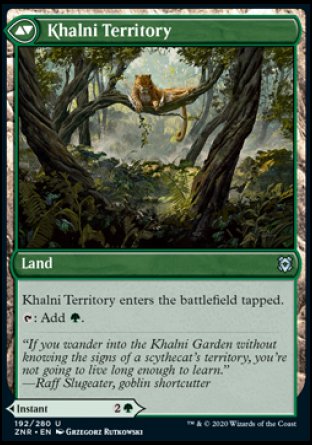 Khalni Territory
Land
Khalni Territory enters the battlefield tapped.
: Add .
“If you wander into the Khalni Garden without
knowing the signs of a scythecat’s territory, you’re
not going to live long enough to learn.”
—Raff Slugeater, goblin shortcutter
Instant 2
192/280 U
ZNR • EN Grzegorz Rutkowski
™ & © 2020 Wizards of the Coast